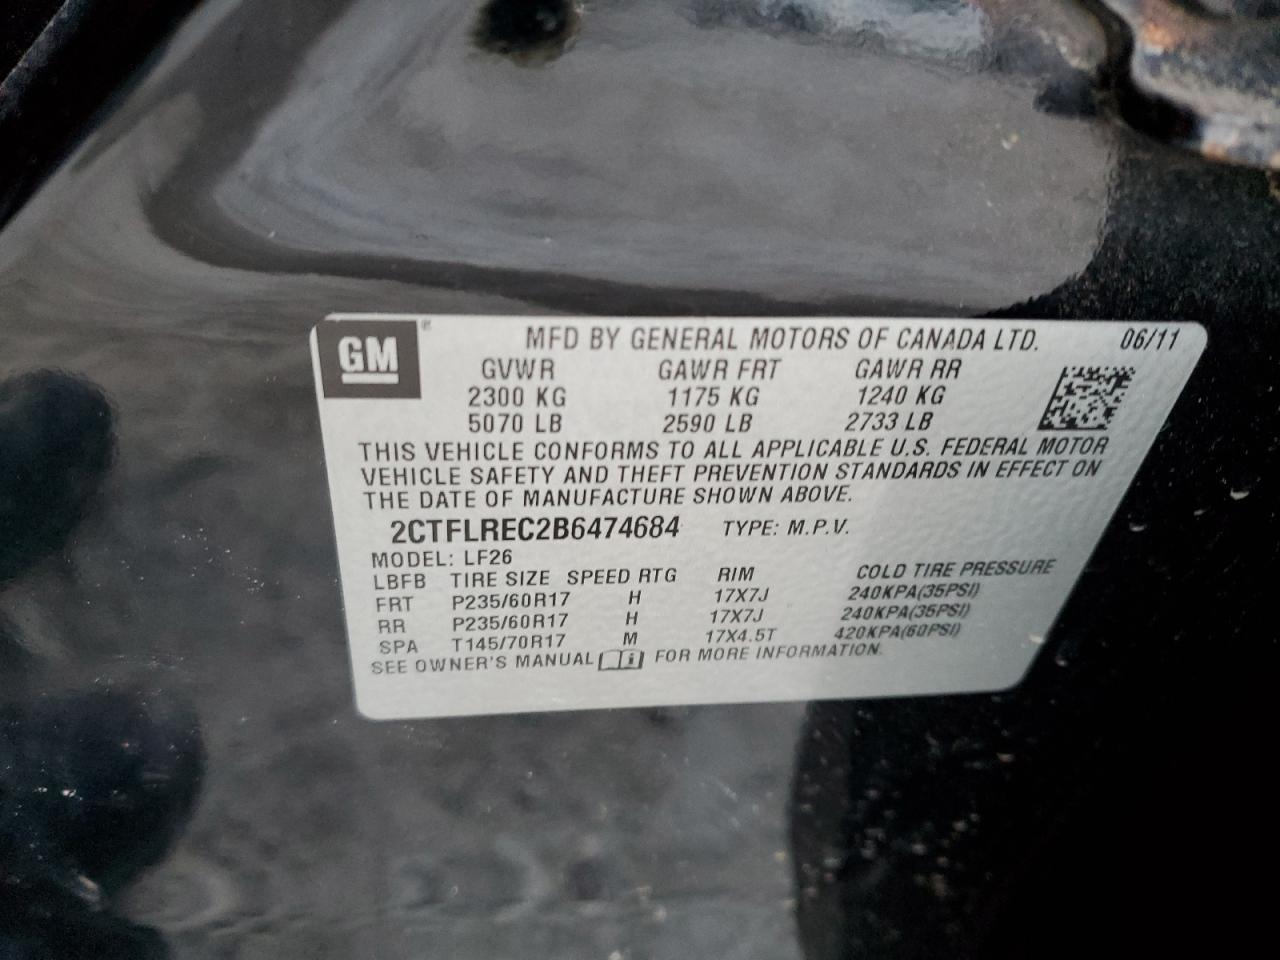 GM® MFD BY GENERAL MOTORS OF CANADA LTD. 06/11
GVWR GAWR FRT GAWR RR
2300 KG 1175 KG 1240 KG
5070 LB 2590 LB 2733 LB
THIS VEHICLE CONFORMS TO ALL APPLICABLE U.S. FEDERAL MOTOR
VEHICLE SAFETY AND THEFT PREVENTION STANDARDS IN EFFECT ON
THE DATE OF MANUFACTURE SHOWN ABOVE.
2CTFLREC2B6474684 TYPE: M.P.V.
MODEL: LF26
LBFB TIRE SIZE SPEED RTG RIM COLD TIRE PRESSURE
FRT P235/60R17 H 17X7J 240KPA(35PSI)
RR P235/60R17 H 17X7J 240KPA(35PSI)
SPA T145/70R17 M 17X4.5T 420KPA(60PSI)
SEE OWNER'S MANUAL FOR MORE INFORMATION.